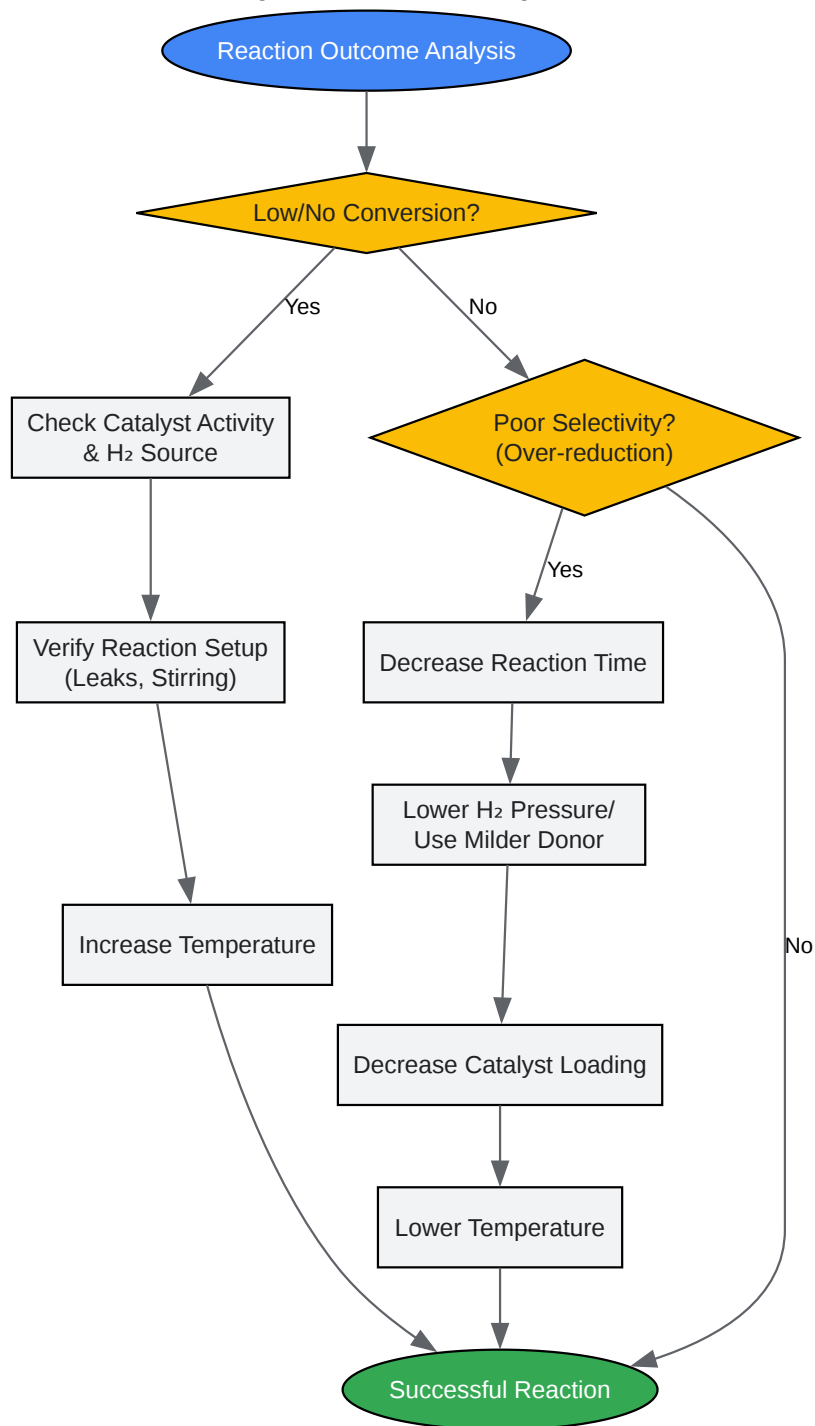 Reaction Outcome Analysis
Low/No Conversion?
Yes
No
Check Catalyst Activity
& H₂ Source
Poor Selectivity?
(Over-reduction)
Yes
Verify Reaction Setup
(Leaks, Stirring)
Decrease Reaction Time
Lower H₂ Pressure/
Use Milder Donor
Increase Temperature
No
Decrease Catalyst Loading
Lower Temperature
Successful Reaction